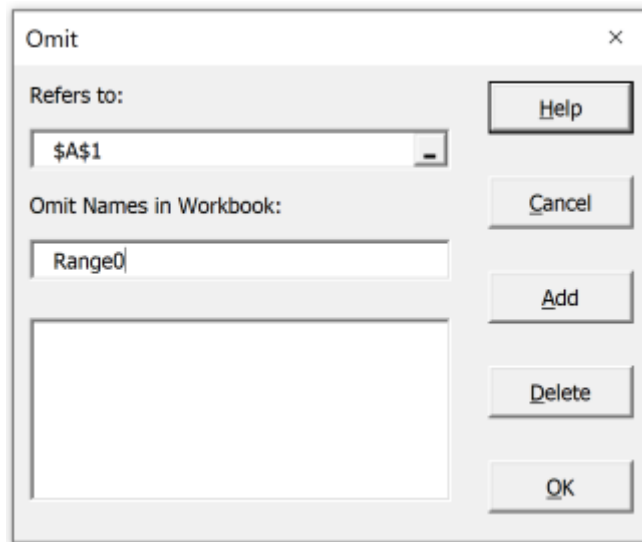 Omit
Refers to:
Help
$A$1
Omit Names in Workbook:
Cancel
Range0
Add
Delete
OK